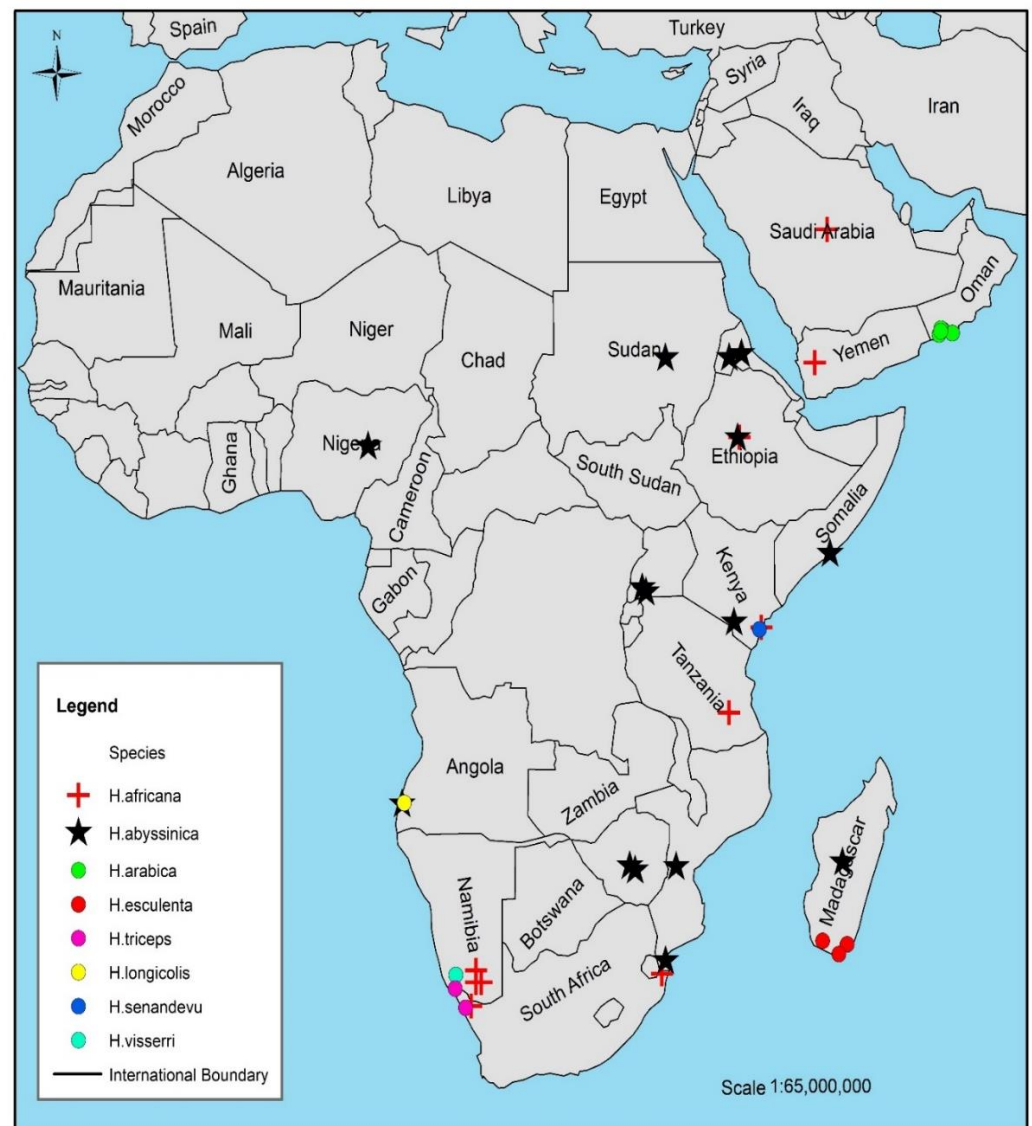 Spain
Turkey
N
Syria
Morocco
Iraq
Iran
Algeria
Libya
Egypt
Saudi Arabia
Oman
Mauritania
Mali
Niger
Chad
Sudan
Yemen
Nigeria
Ghana
Cameroon
South Sudan
Ethiopia
Somalia
Gabon
Kenya
Tanzania
Angola
Zambia
Namibia
Botswana
Madagascar
South Africa
Legend
Species
H.africana
H.abyssinica
H.arabica
H.esculenta
H.triceps
H.longicolis
H.senandevu
H.visserri
International Boundary
Scale 1:65,000,000